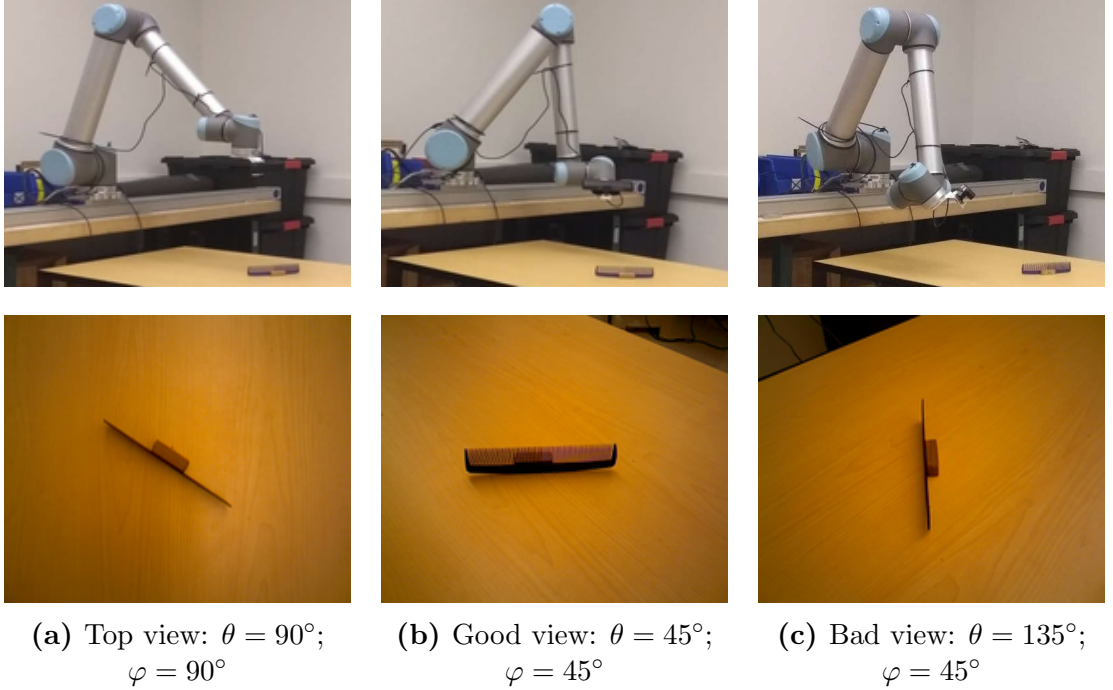 (a) Top view: θ = 90°;
φ = 90°
(b) Good view: θ = 45°;
φ = 45°
(c) Bad view: θ = 135°;
φ = 45°